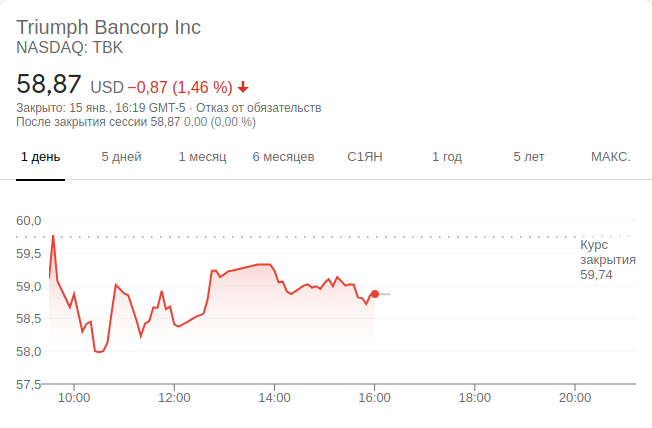 Triumph Bancorp Inc
NASDAQ: TBK
58,87 USD −0,87 (1,46 %)
Закрыто: 15 янв., 16:19 GMT-5 · Отказ от обязательств
После закрытия сессии 58,87 0,00 (0,00 %)
1 день 5 дней 1 месяц 6 месяцев С1ЯН 1 год 5 лет МАКС.
60,0
Курс
закрытия
59,74
59,5
59,0
58,5
58,0
57,5
10:00 12:00 14:00 16:00 18:00 20:00